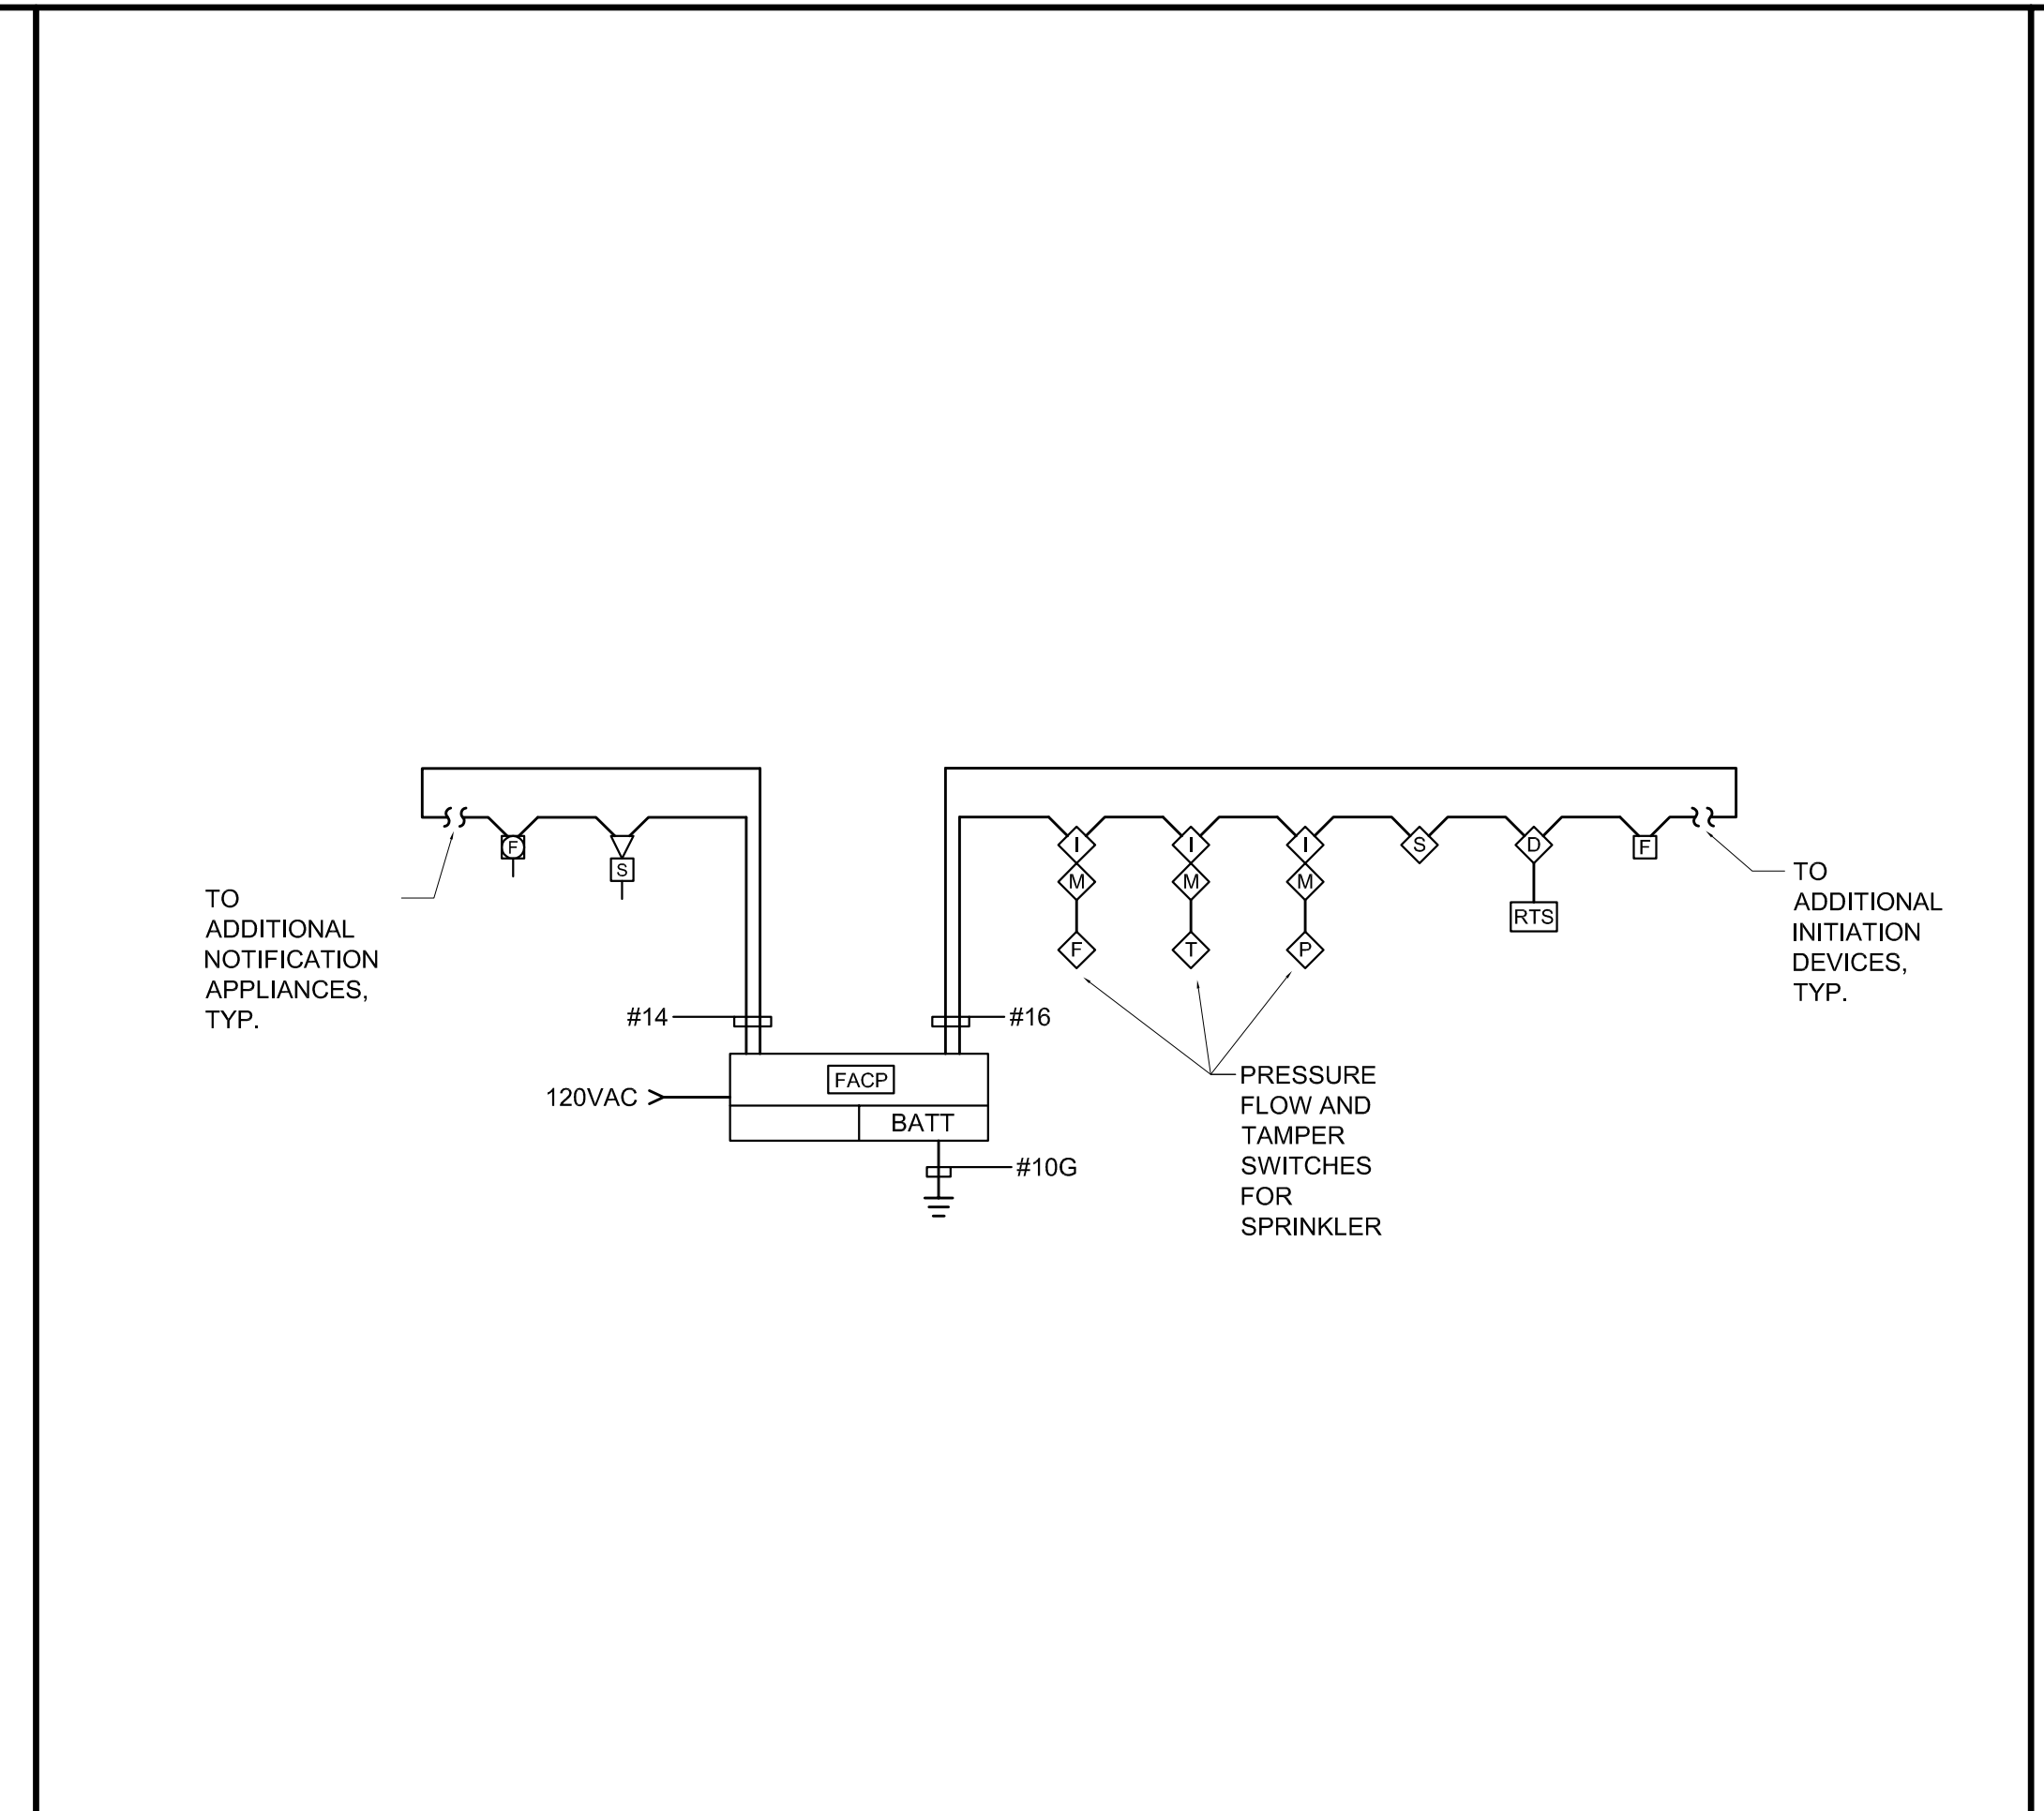 F
S
I
I
I
S
D
F
M
M
M
RTS
F
T
P
TO
ADDITIONAL
NOTIFICATION
APPLIANCES,
TYP.
TO
ADDITIONAL
INITIATION
DEVICES,
TYP.
#14
#16
FACP
120VAC
BATT
#10G
PRESSURE
FLOW AND
TAMPER
SWITCHES
FOR
SPRINKLER